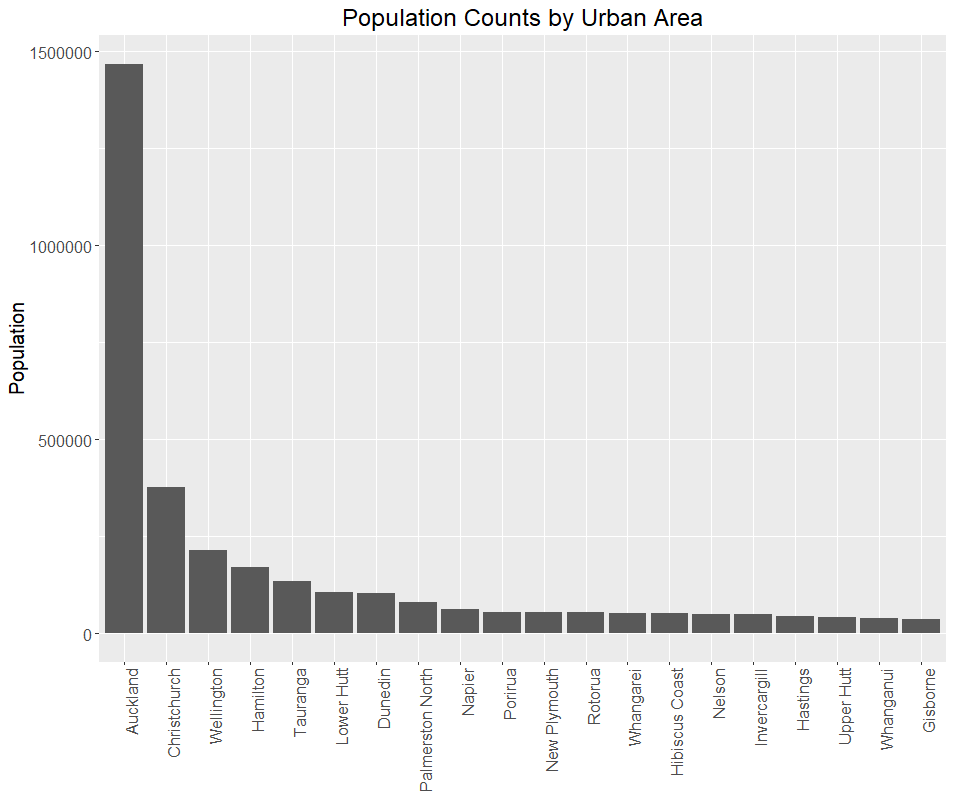 Population Counts by Urban Area
Population
1500000
1000000
500000
0
Auckland
Christchurch
Wellington
Hamilton
Tauranga
Lower Hutt
Dunedin
Palmerston North
Napier
Porirua
New Plymouth
Rotorua
Whangarei
Hibiscus Coast
Nelson
Invercargill
Hastings
Upper Hutt
Whanganui
Gisborne